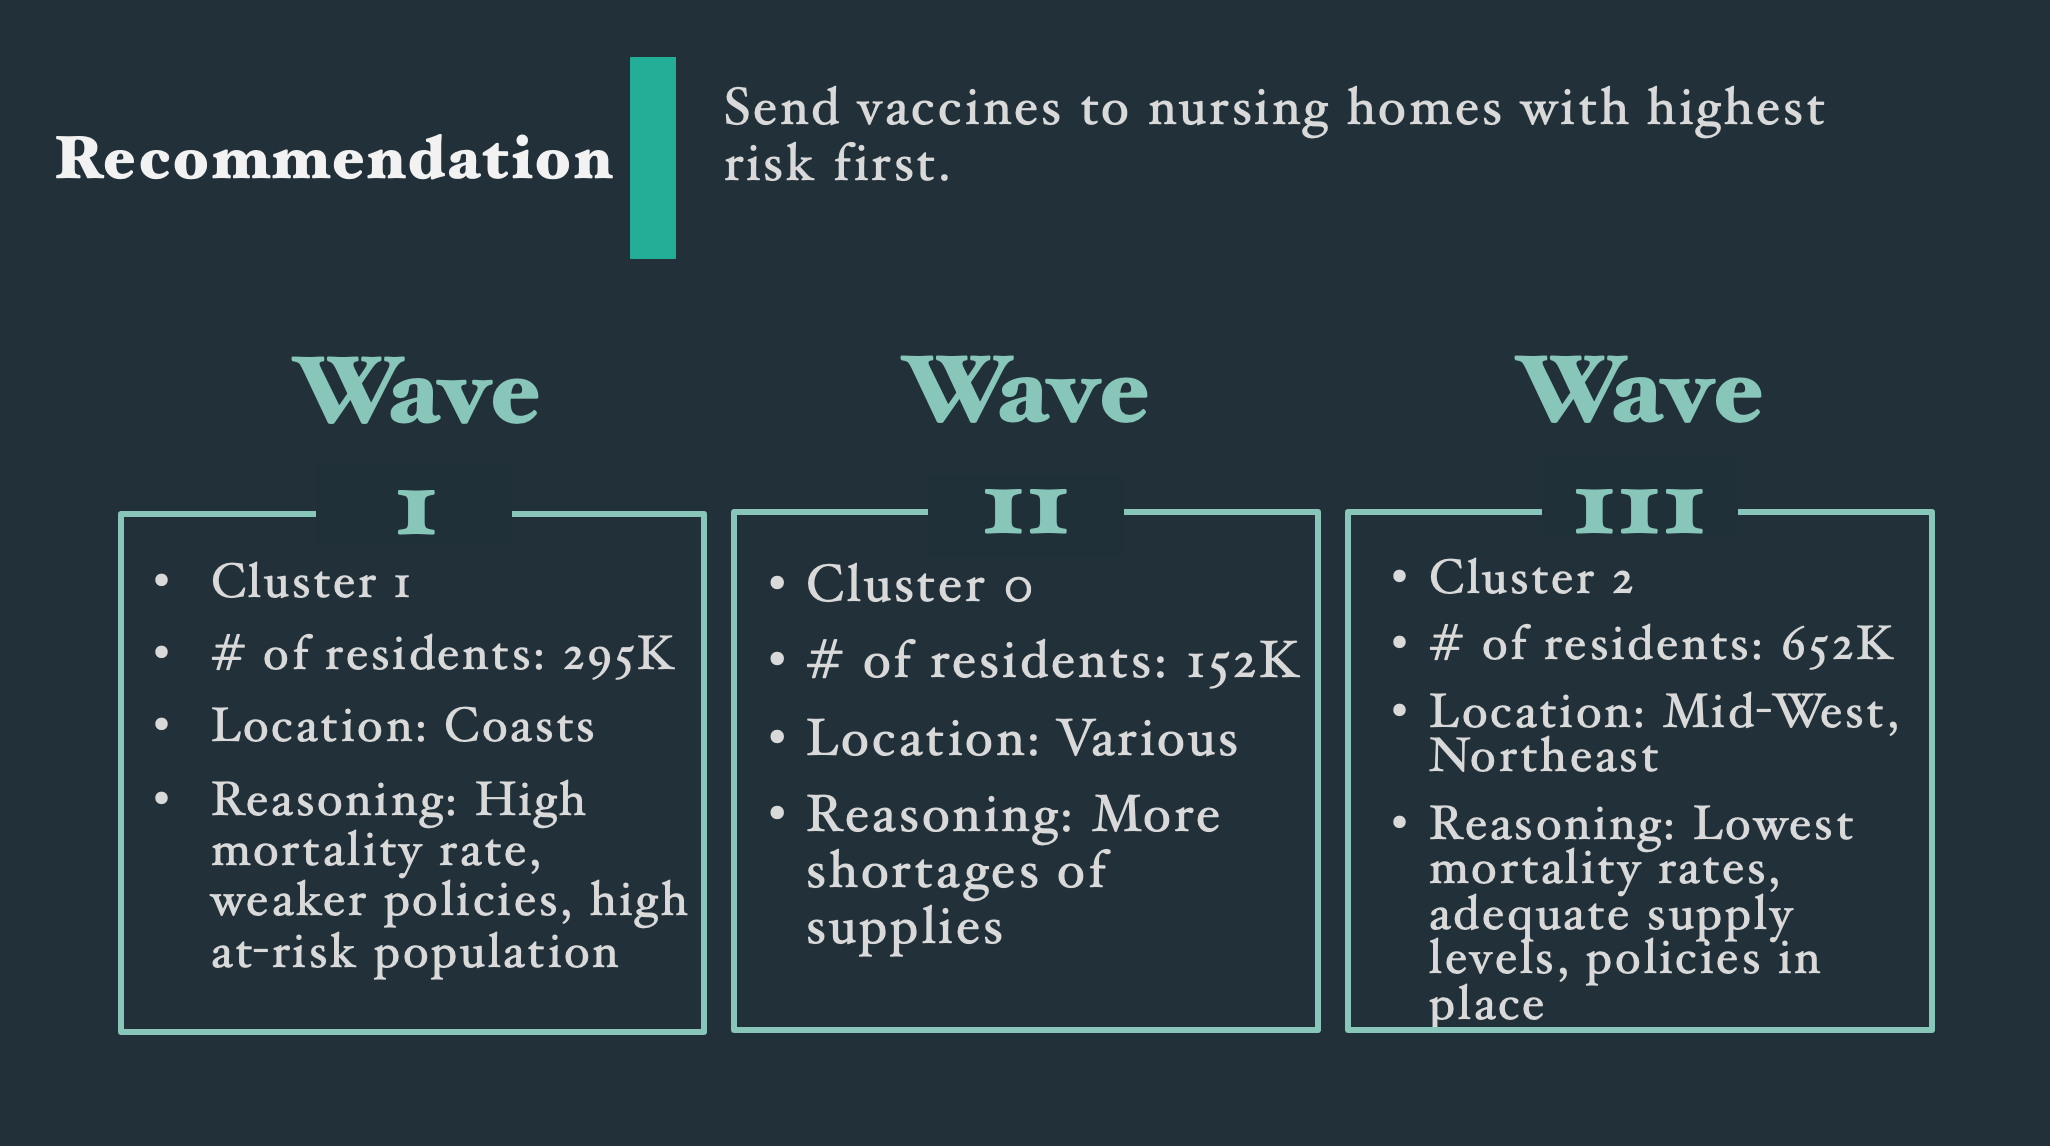 Recommendation
Send vaccines to nursing homes with highest
risk first.
Wave
I
• Cluster 1
• # of residents: 295K
• Location: Coasts
• Reasoning: High
mortality rate,
weaker policies, high
at-risk population
Wave
II
• Cluster 0
• # of residents: 152K
• Location: Various
• Reasoning: More
shortages of
supplies
Wave
III
• Cluster 2
• # of residents: 652K
• Location: Mid-West,
Northeast
• Reasoning: Lowest
mortality rates,
adequate supply
levels, policies in
place